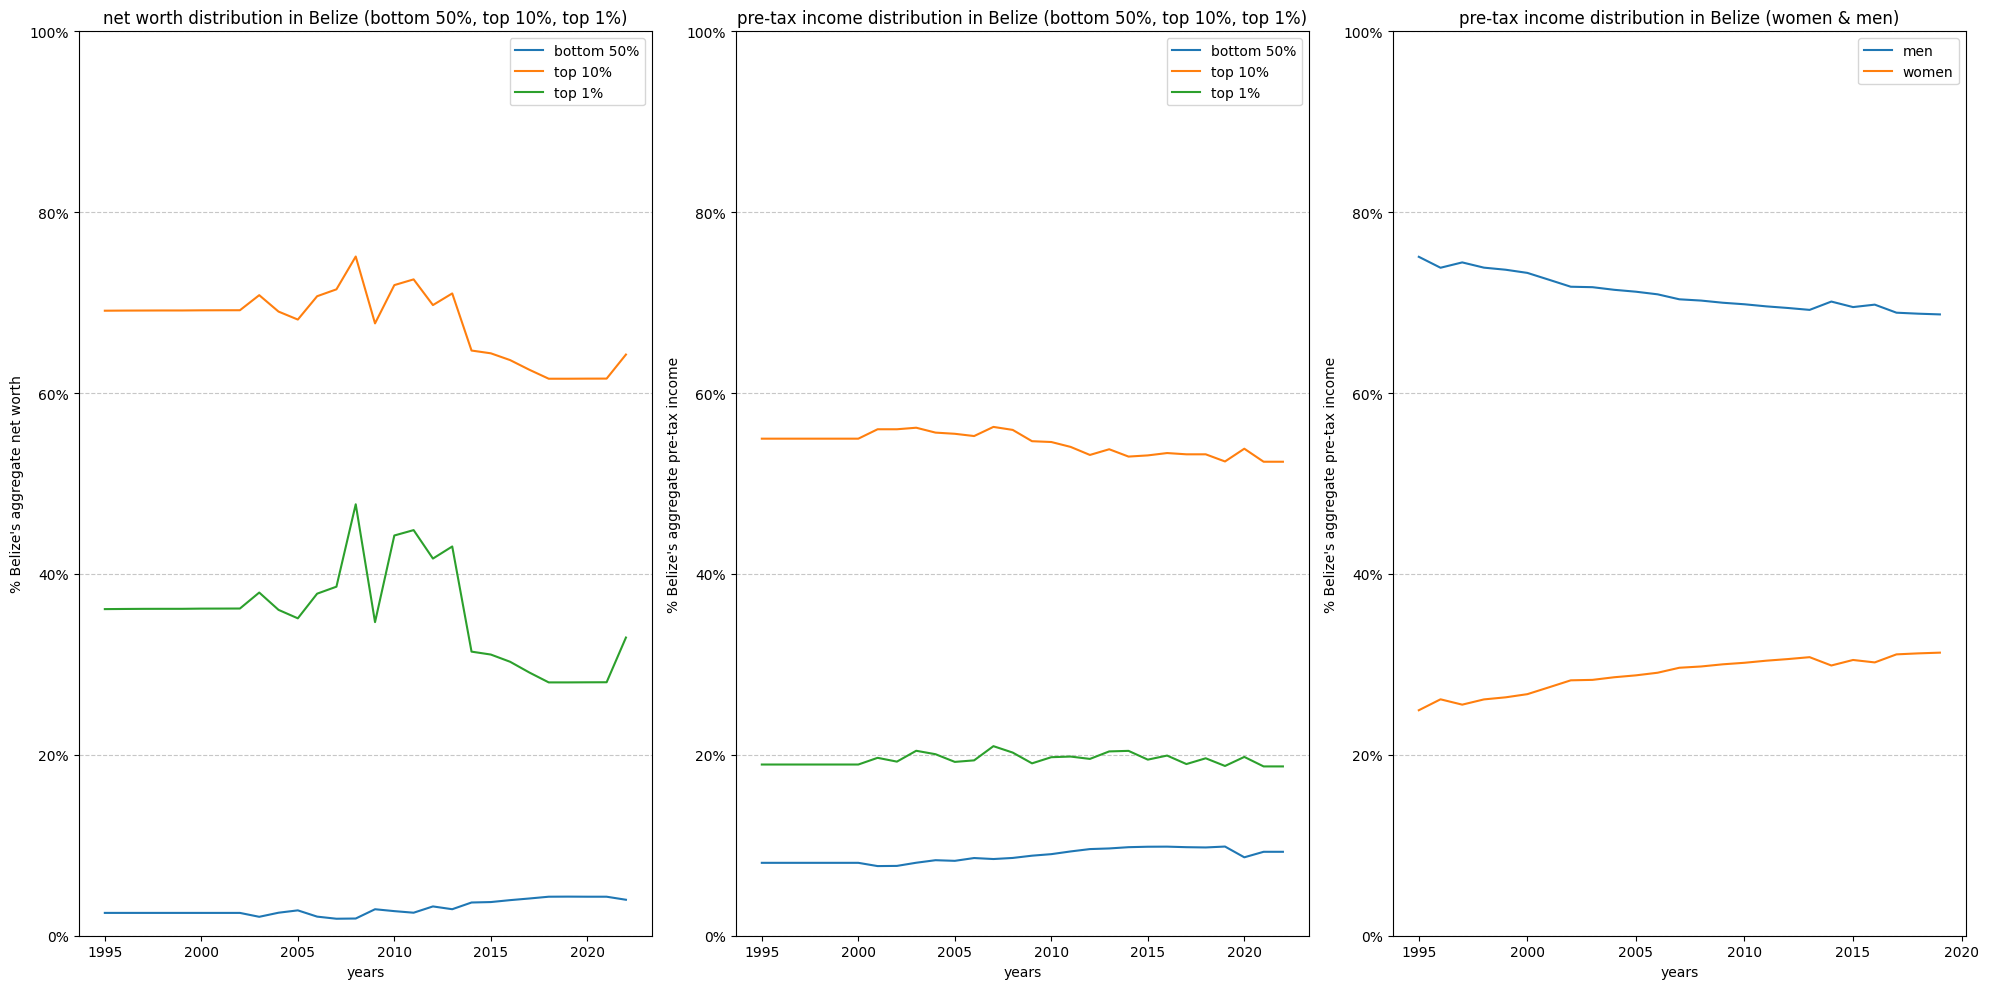 net worth distribution in Belize (bottom 50%, top 10%, top 1%)
100%
80%
60%
40%
20%
0%
% Belize's aggregate net worth
bottom 50%
top 10%
top 1%
1995 2000 2005 2010 2015 2020
years
pre-tax income distribution in Belize (bottom 50%, top 10%, top 1%)
100%
80%
60%
40%
20%
0%
% Belize's aggregate pre-tax income
bottom 50%
top 10%
top 1%
1995 2000 2005 2010 2015 2020
years
pre-tax income distribution in Belize (women & men)
100%
80%
60%
40%
20%
0%
% Belize's aggregate pre-tax income
men
women
1995 2000 2005 2010 2015 2020
years